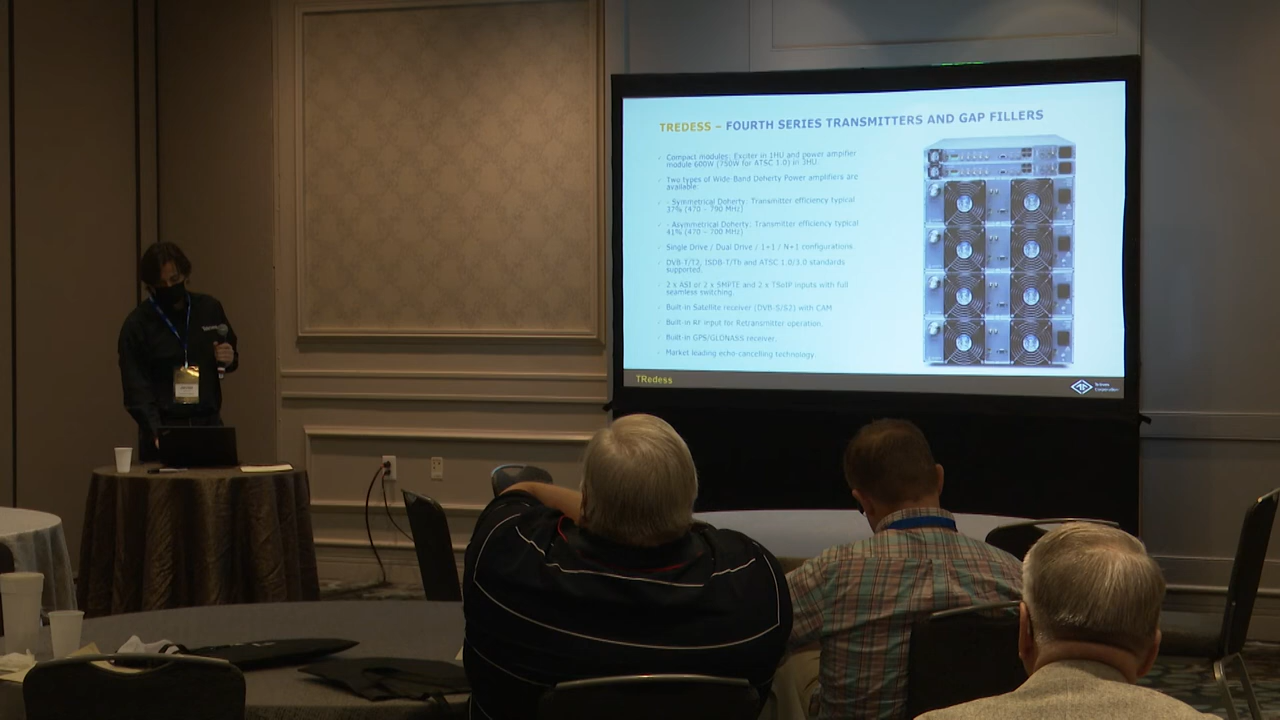 TREDESS – FOURTH SERIES TRANSMITTERS AND GAP FILLERS
Compact modules: Exciter in 1HU and power amplifier
module 600W (750W for ATSC 1.0) in 3HU.
Two types of Wide-Band Doherty Power amplifiers are
available
- Symmetrical Doherty: Transmitter efficiency typical
37% (470 – 790 MHz)
- Asymmetrical Doherty: Transmitter efficiency typical
41% (470 – 700 MHz)
Single Drive / Dual Drive / 1+1 / N+1 configurations.
DVB-T/T2, ISDB-T/Tb and ATSC 1.0/3.0 standards
supported.
2 x ASI or 2 x SMPTE and 2 x TSoIP inputs with full
seamless switching.
Built-in Satellite receiver (DVB-S/S2) with CAM
Built-in RF input for Retransmitter operation.
Built-in GPS/GLONASS receiver.
Market leading echo-cancelling technology.
TRedess
Corporation